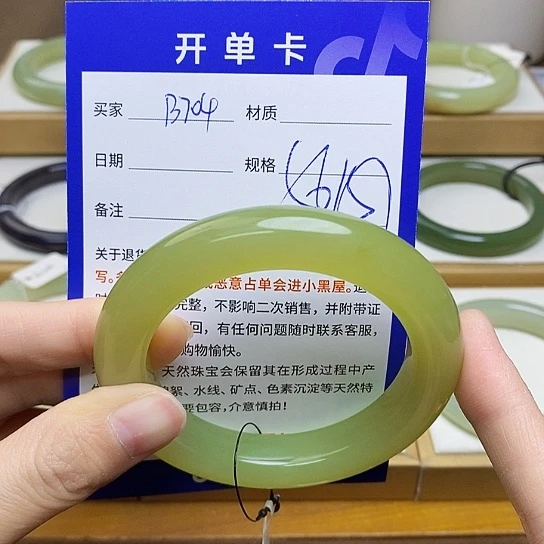 开单卡
买家 B704 材质
日期 规格
备注
关于退货
写。 恶意占单会进小黑屋。
完整，不影响二次销售，并附带证
回，有任何问题随时联系客服，
购物愉快。
天然珠宝会保留其在形成过程中产
絮、水线、矿点、色素沉淀等天然特
要包容，介意慎拍！